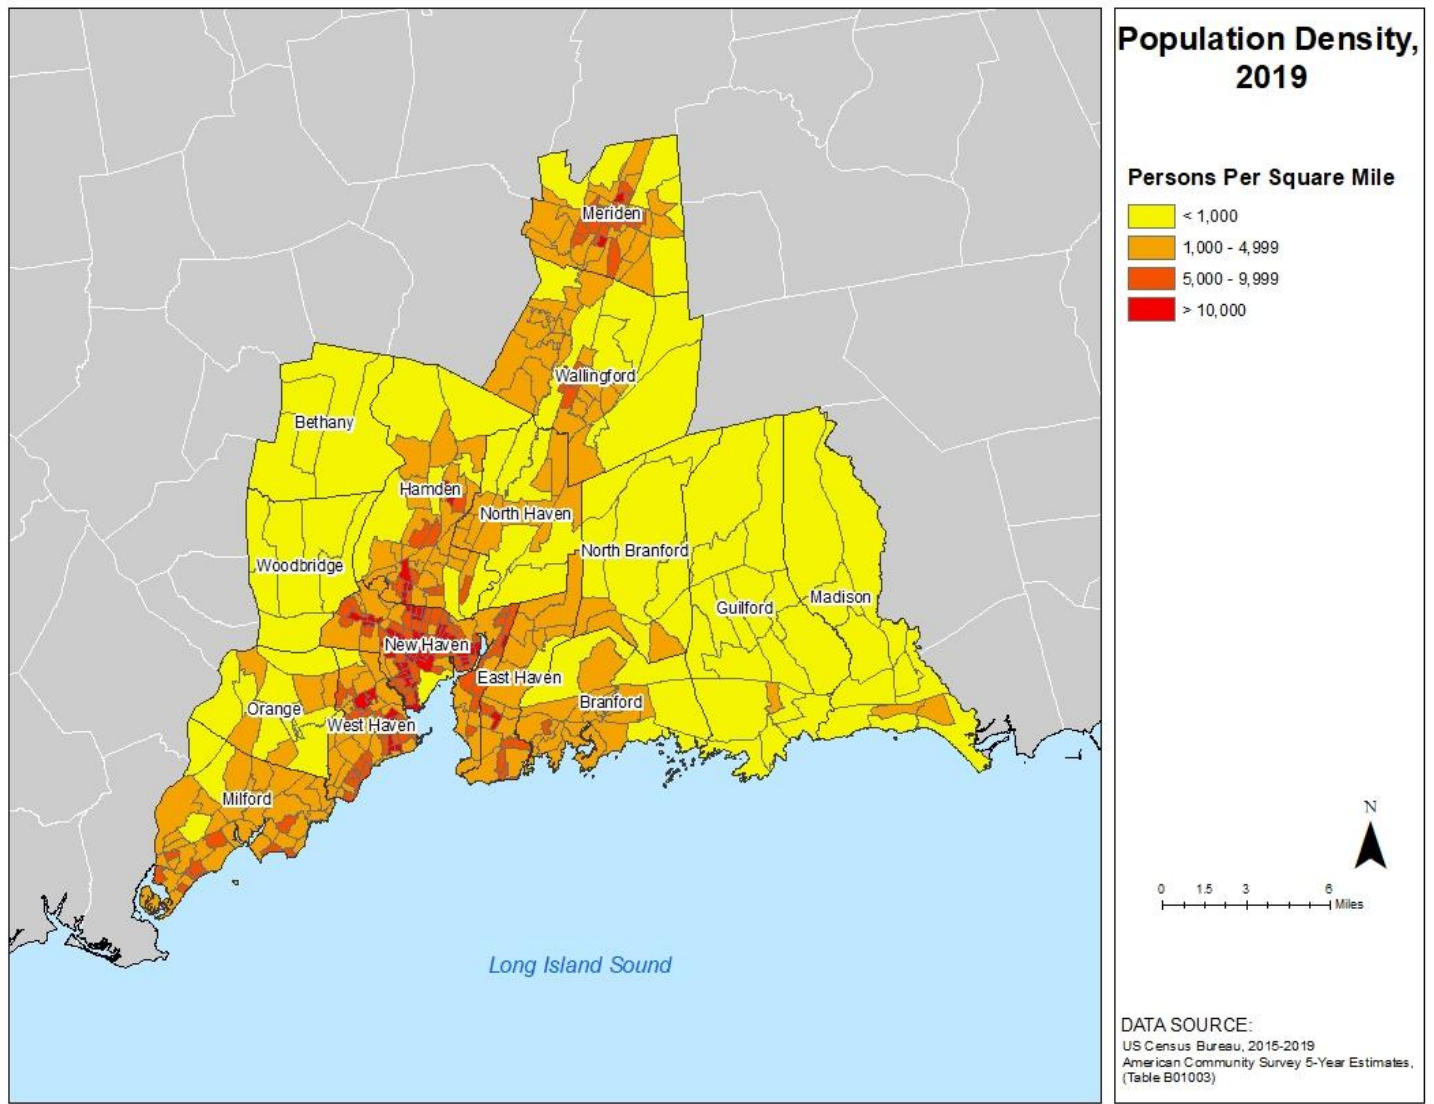 Population Density,
2019
Persons Per Square Mile
< 1,000
1,000 - 4,999
5,000 - 9,999
> 10,000
Meriden
Wallingford
Bethany
Hamden
North Haven
North Branford
Woodbridge
Madison
Guilford
New Haven
East Haven
Branford
Orange
West Haven
Milford
Long Island Sound
N
0 1.5 3 6
Miles
DATA SOURCE:
US Census Bureau, 2015-2019
American Community Survey 5-Year Estimates,
(Table B01003)